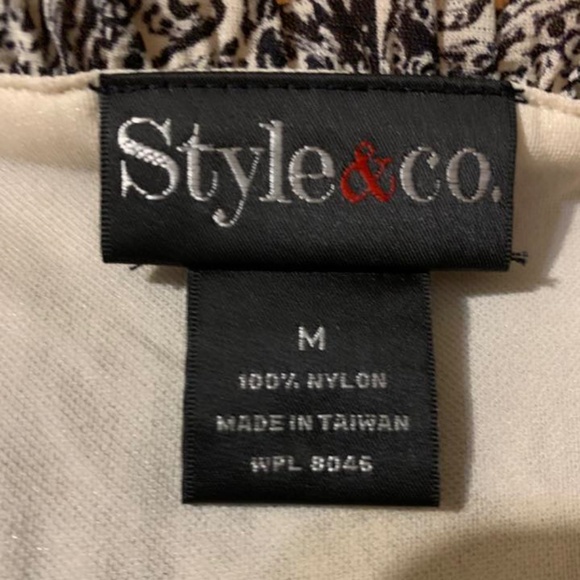 Style&co.
M
100% NYLON
MADE IN TAIWAN
WPL 8046